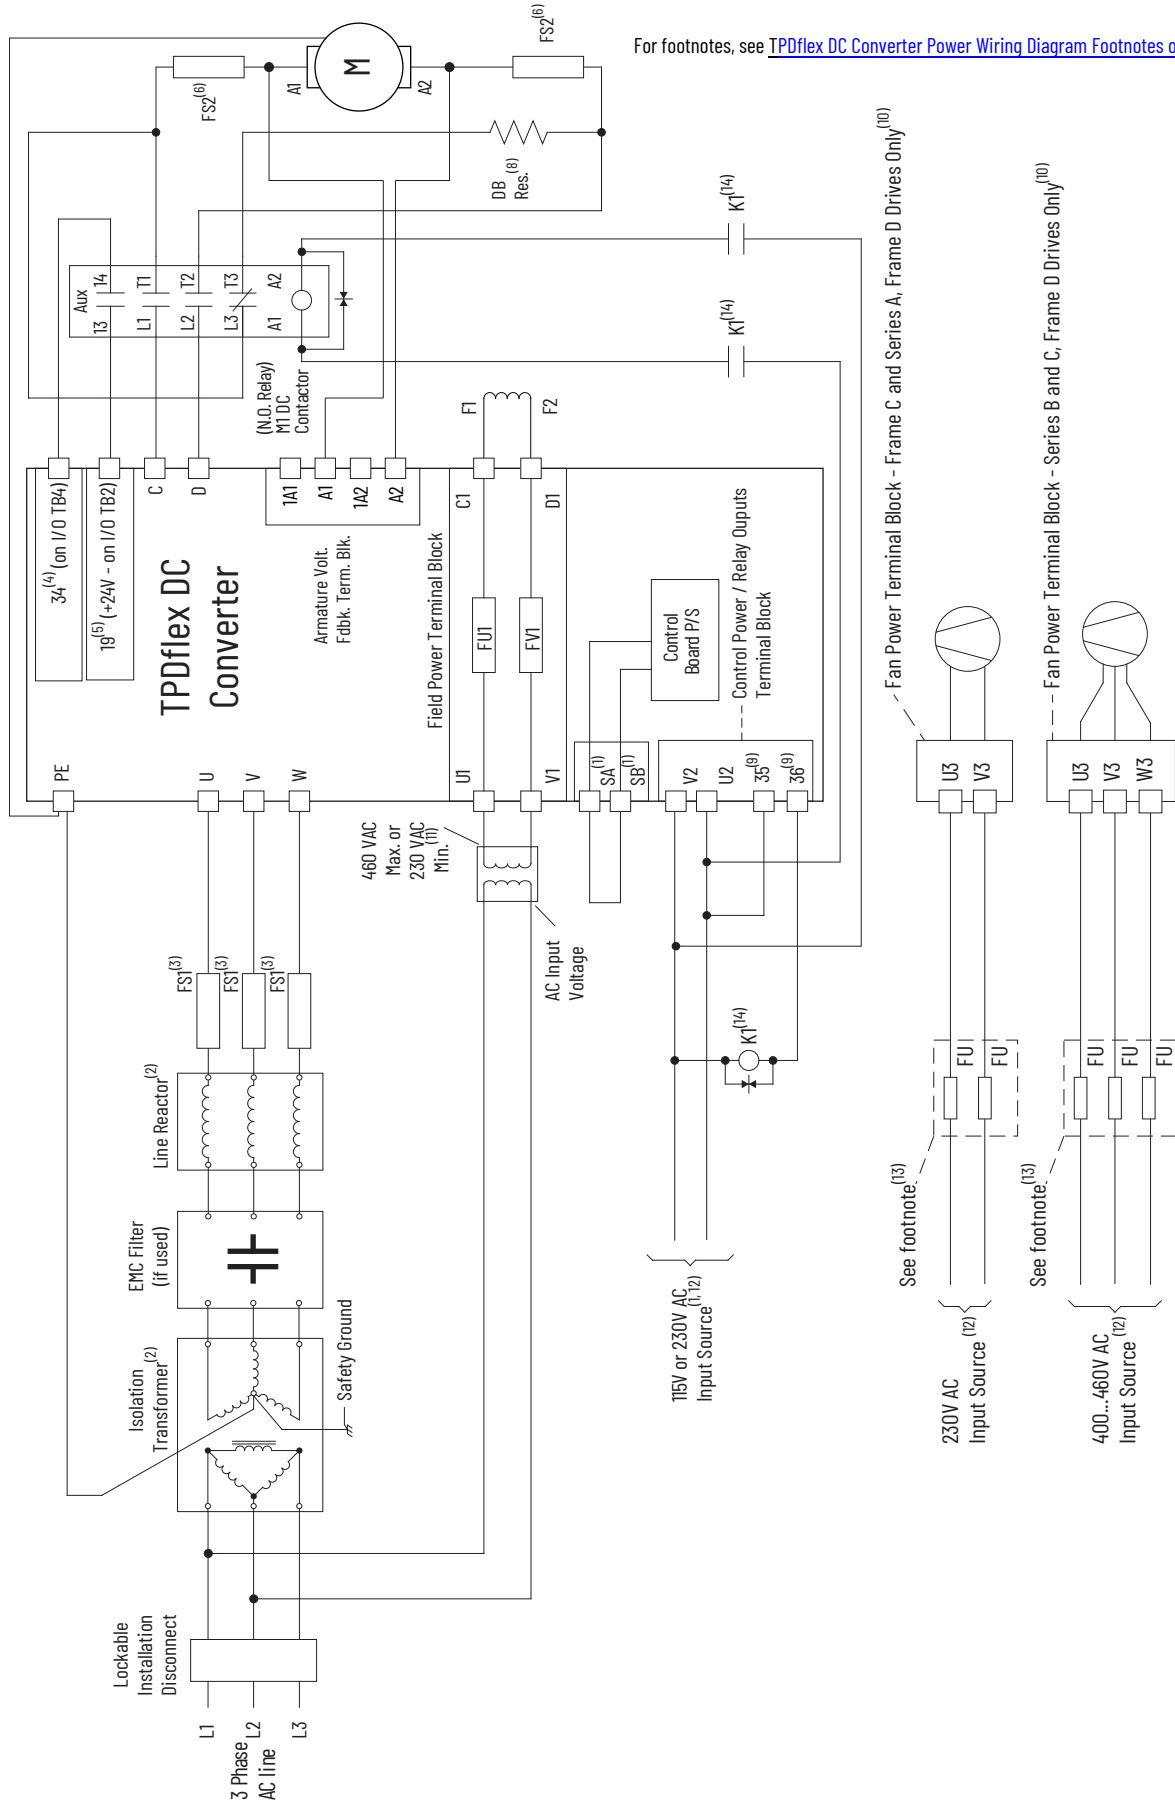 For footnotes, see TPDflex DC Converter Power Wiring Diagram Footnotes o
3 Phase
AC line
L1
L2
L3
Lockable
Installation
Disconnect
Isolation
Transformer(2)
Safety Ground
EMC Filter
(if used)
Line Reactor(2)
FS1(3)
FS1(3)
FS1(3)
PE
U
V
W
TPDflex DC
Converter
34(4) (on I/O TB4)
19(5) (+24V - on I/O TB2)
C
D
Armature Volt.
Fdbk. Term. Blk.
1A1
A1
1A2
A2
Aux
13
14
L1
T1
L2
T2
L3
T3
A1
A2
(N.O. Relay)
M1 DC
Contactor
FS2(6)
A1
M
A2
FS2(6)
DB
Res.(8)
K1(14)
K1(14)
460 VAC
Max. or
230 VAC
Min.(11)
AC Input
Voltage
Field Power Terminal Block
U1
V1
FU1
FV1
C1
D1
F1
F2
SA(1)
SB(1)
Control
Board P/S
V2
U2
35(9)
36(9)
Control Power / Relay Ouputs
Terminal Block
K1(14)
115V or 230V AC
Input Source(1, 12)
230V AC
Input Source(12)
See footnote(13)
FU
FU
U3
V3
Fan Power Terminal Block - Frame C and Series A, Frame D Drives Only(10)
400...460V AC
Input Source(12)
See footnote(13)
FU
FU
FU
U3
V3
W3
Fan Power Terminal Block - Series B and C, Frame D Drives Only(10)